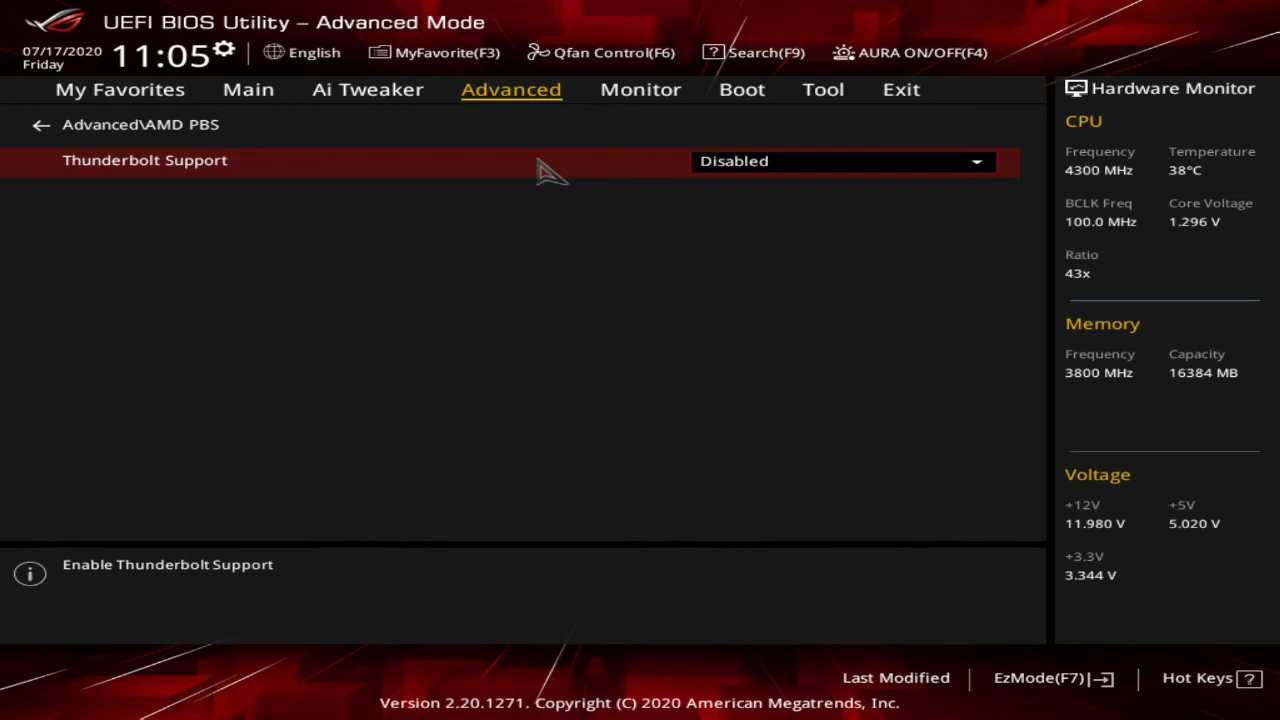 UEFI BIOS Utility – Advanced Mode
07/17/2020
Friday
11:05
English
MyFavorite(F3)
Qfan Control(F6)
? Search(F9)
AURA ON/OFF(F4)
My Favorites Main Ai Tweaker Advanced Monitor Boot Tool Exit
Hardware Monitor
← Advanced\AMD PBS
Thunderbolt Support Disabled
CPU
Frequency Temperature
4300 MHz 38°C
BCLK Freq Core Voltage
100.0 MHz 1.296 V
Ratio
43x
Memory
Frequency Capacity
3800 MHz 16384 MB
Voltage
+12V +5V
11.980 V 5.020 V
+3.3V
3.344 V
i Enable Thunderbolt Support
Last Modified
EzMode(F7)
Hot Keys ?
Version 2.20.1271. Copyright (C) 2020 American Megatrends, Inc.